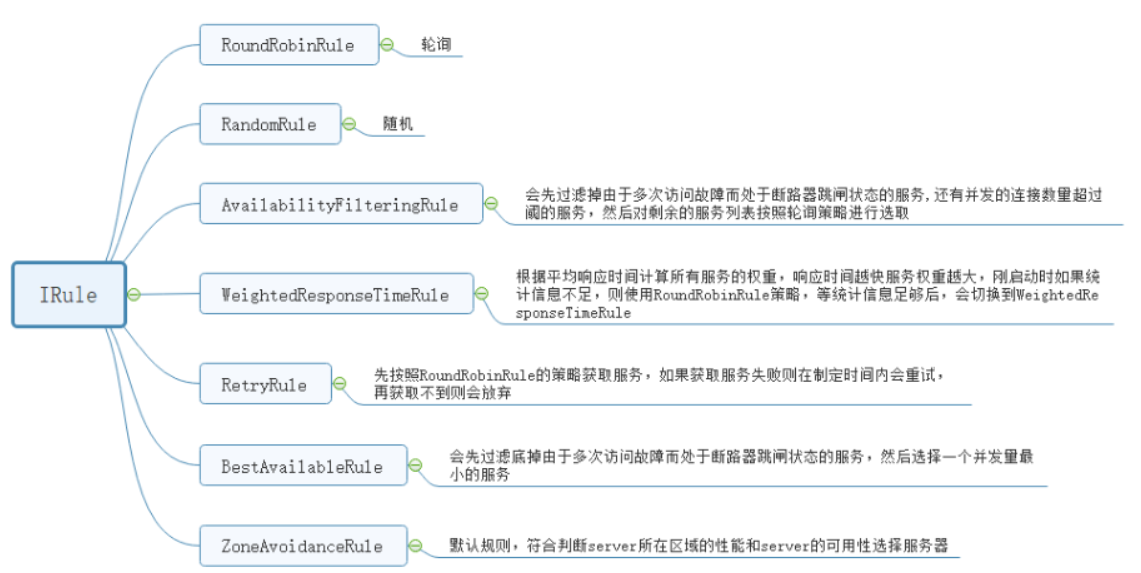 RoundRobinRule
轮询
RandomRule
随机
AvailabilityFilteringRule
会先过滤掉由于多次访问故障而处于断路器跳闸状态的服务,还有并发的连接数量超过
阈的服务，然后对剩余的服务列表按照轮询策略进行选取
IRule
WeightedResponseTimeRule
根据平均响应时间计算所有服务的权重，响应时间越快服务权重越大，刚启动时如果统
计信息不足，则使用RoundRobinRule策略，等统计信息足够后，会切换到WeightedRe
sponseTimeRule
RetryRule
先按照RoundRobinRule的策略获取服务，如果获取服务失败则在制定时间内会重试，
再获取不到则会放弃
BestAvailableRule
会先过滤底掉由于多次访问故障而处于断路器跳闸状态的服务，然后选择一个并发量最
小的服务
ZoneAvoidanceRule
默认规则，符合判断server所在区域的性能和server的可用性选择服务器